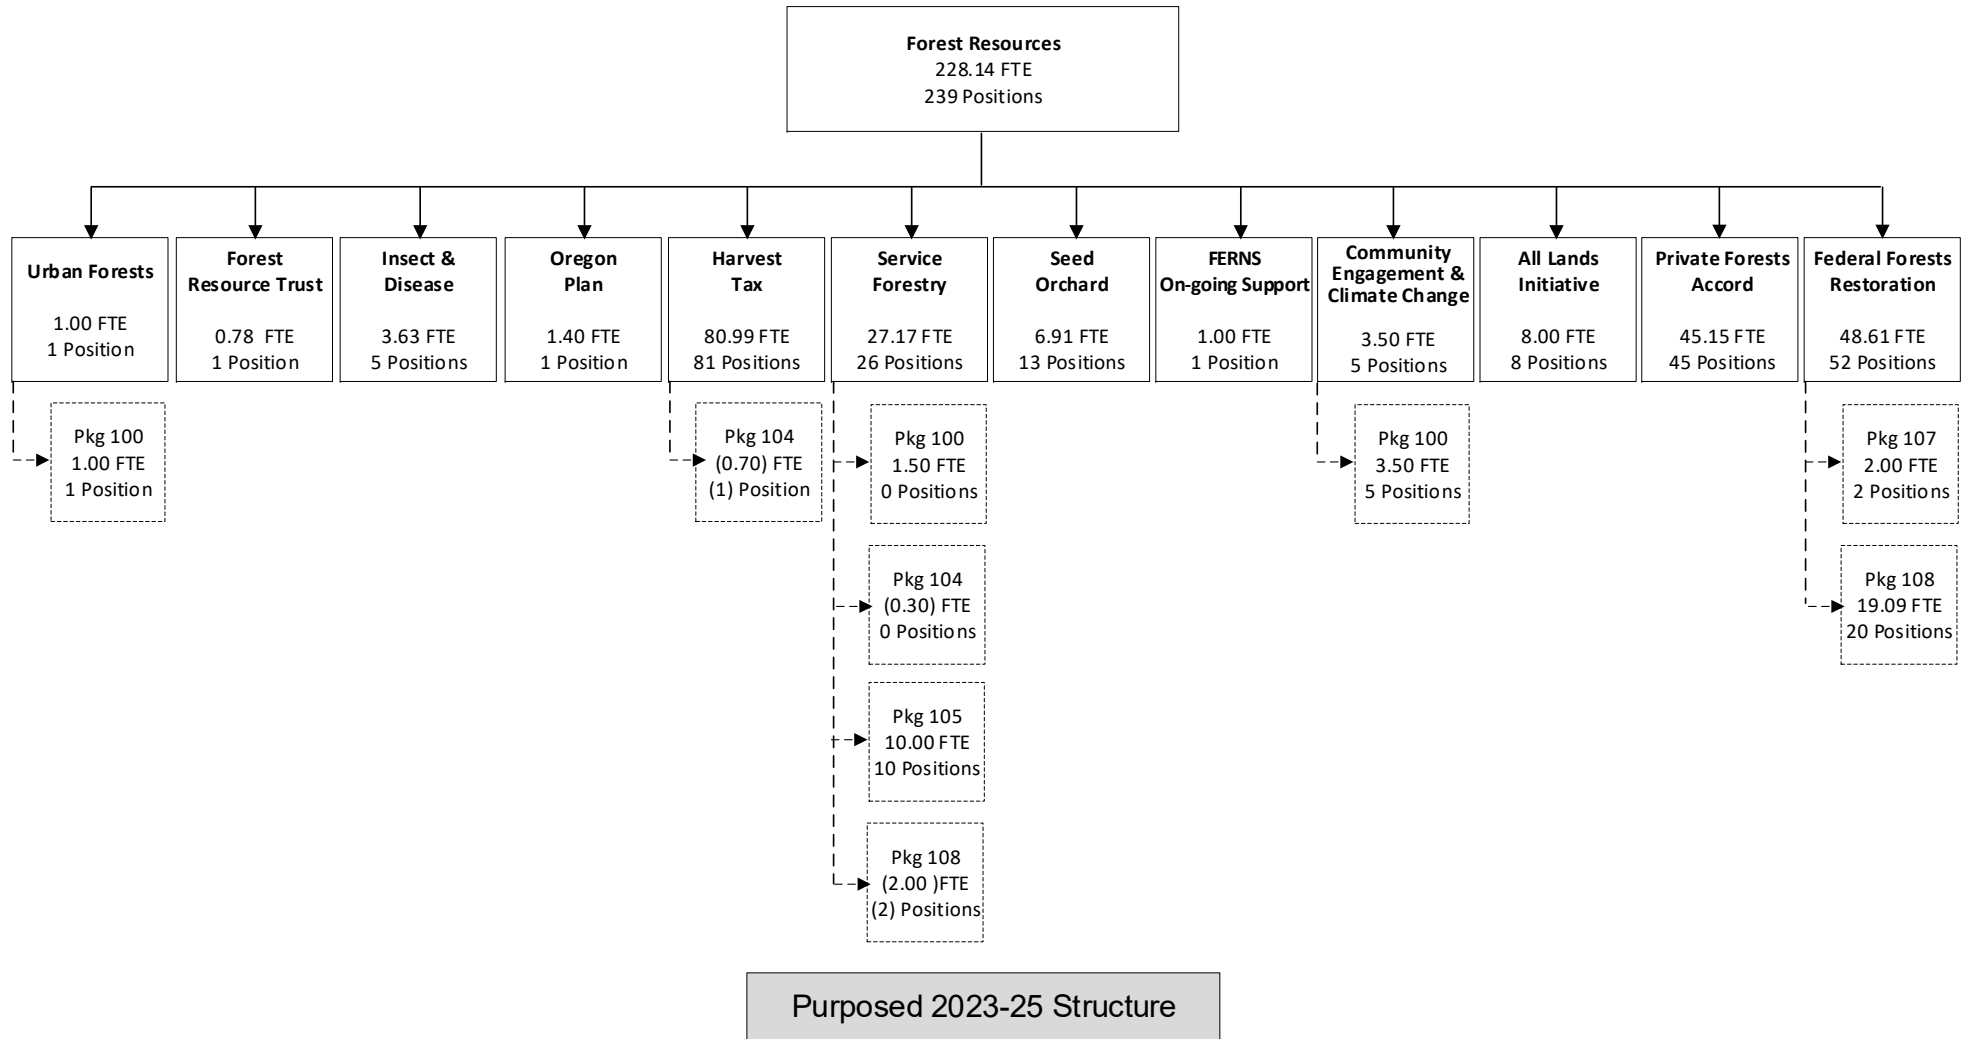 Forest Resources
228.14 FTE
239 Positions
Urban Forests
1.00 FTE
1 Position
Forest
Resource Trust
0.78 FTE
1 Position
Insect &
Disease
3.63 FTE
5 Positions
Oregon
Plan
1.40 FTE
1 Position
Harvest
Tax
80.99 FTE
81 Positions
Service
Forestry
27.17 FTE
26 Positions
Seed
Orchard
6.91 FTE
13 Positions
FERNS
On-going Support
1.00 FTE
1 Position
Community
Engagement &
Climate Change
3.50 FTE
5 Positions
All Lands
Initiative
8.00 FTE
8 Positions
Private Forests
Accord
45.15 FTE
45 Positions
Federal Forests
Restoration
48.61 FTE
52 Positions
Pkg 100
1.00 FTE
1 Position
Pkg 104
(0.70) FTE
(1) Position
Pkg 100
1.50 FTE
0 Positions
Pkg 100
3.50 FTE
5 Positions
Pkg 107
2.00 FTE
2 Positions
Pkg 104
(0.30) FTE
0 Positions
Pkg 108
19.09 FTE
20 Positions
Pkg 105
10.00 FTE
10 Positions
Pkg 108
(2.00 )FTE
(2) Positions
Purposed 2023-25 Structure